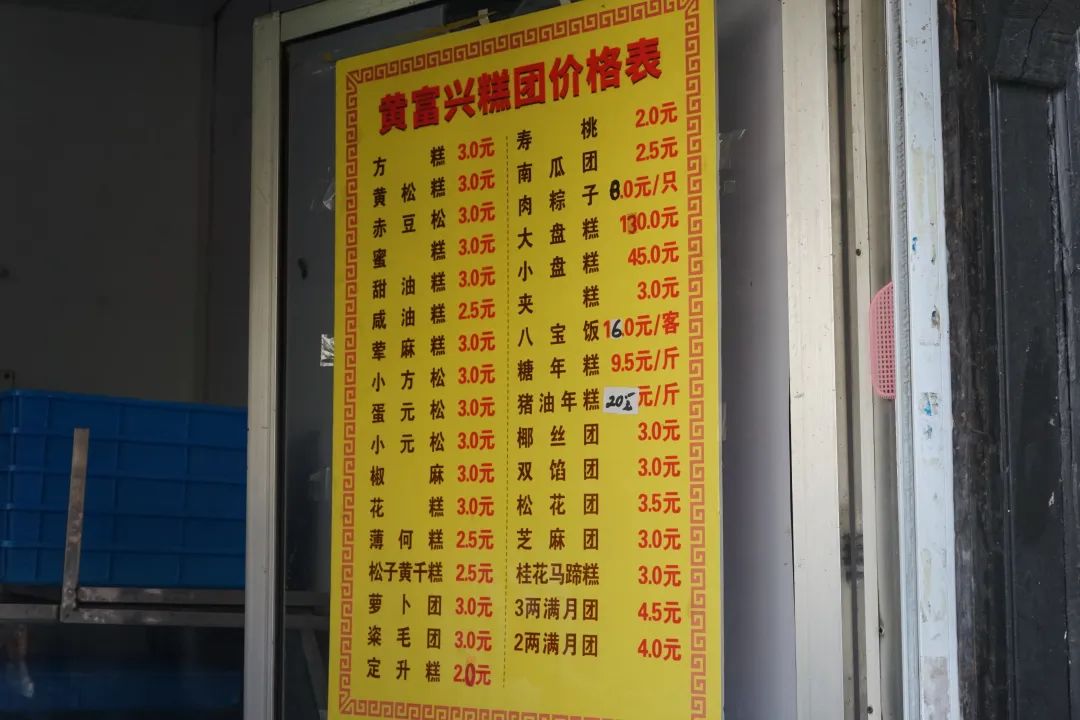 黄富兴糕团价格表
方糕 3.0元
黄松糕 3.0元
赤豆松 3.0元
蜜糕 3.0元
甜油糕 3.0元
咸油糕 2.5元
荤麻糕 3.0元
小方松 3.0元
蛋元松 3.0元
小元松 3.0元
椒麻 3.0元
花糕 3.0元
薄何糕 2.5元
松子黄千糕 2.5元
萝卜团 3.0元
粢毛团 3.0元
定升糕 2.0元
寿桃 2.0元
南瓜团 2.5元
肉粽子 8.0元/只
大盘糕 130.0元
小盘糕 45.0元
夹糕 3.0元
八宝饭 16.0元/客
糖年糕 9.5元/斤
猪油年糕 20元/斤
椰丝团 3.0元
双馅团 3.0元
松花团 3.5元
芝麻团 3.0元
桂花马蹄糕 3.0元
3两满月团 4.5元
2两满月团 4.0元